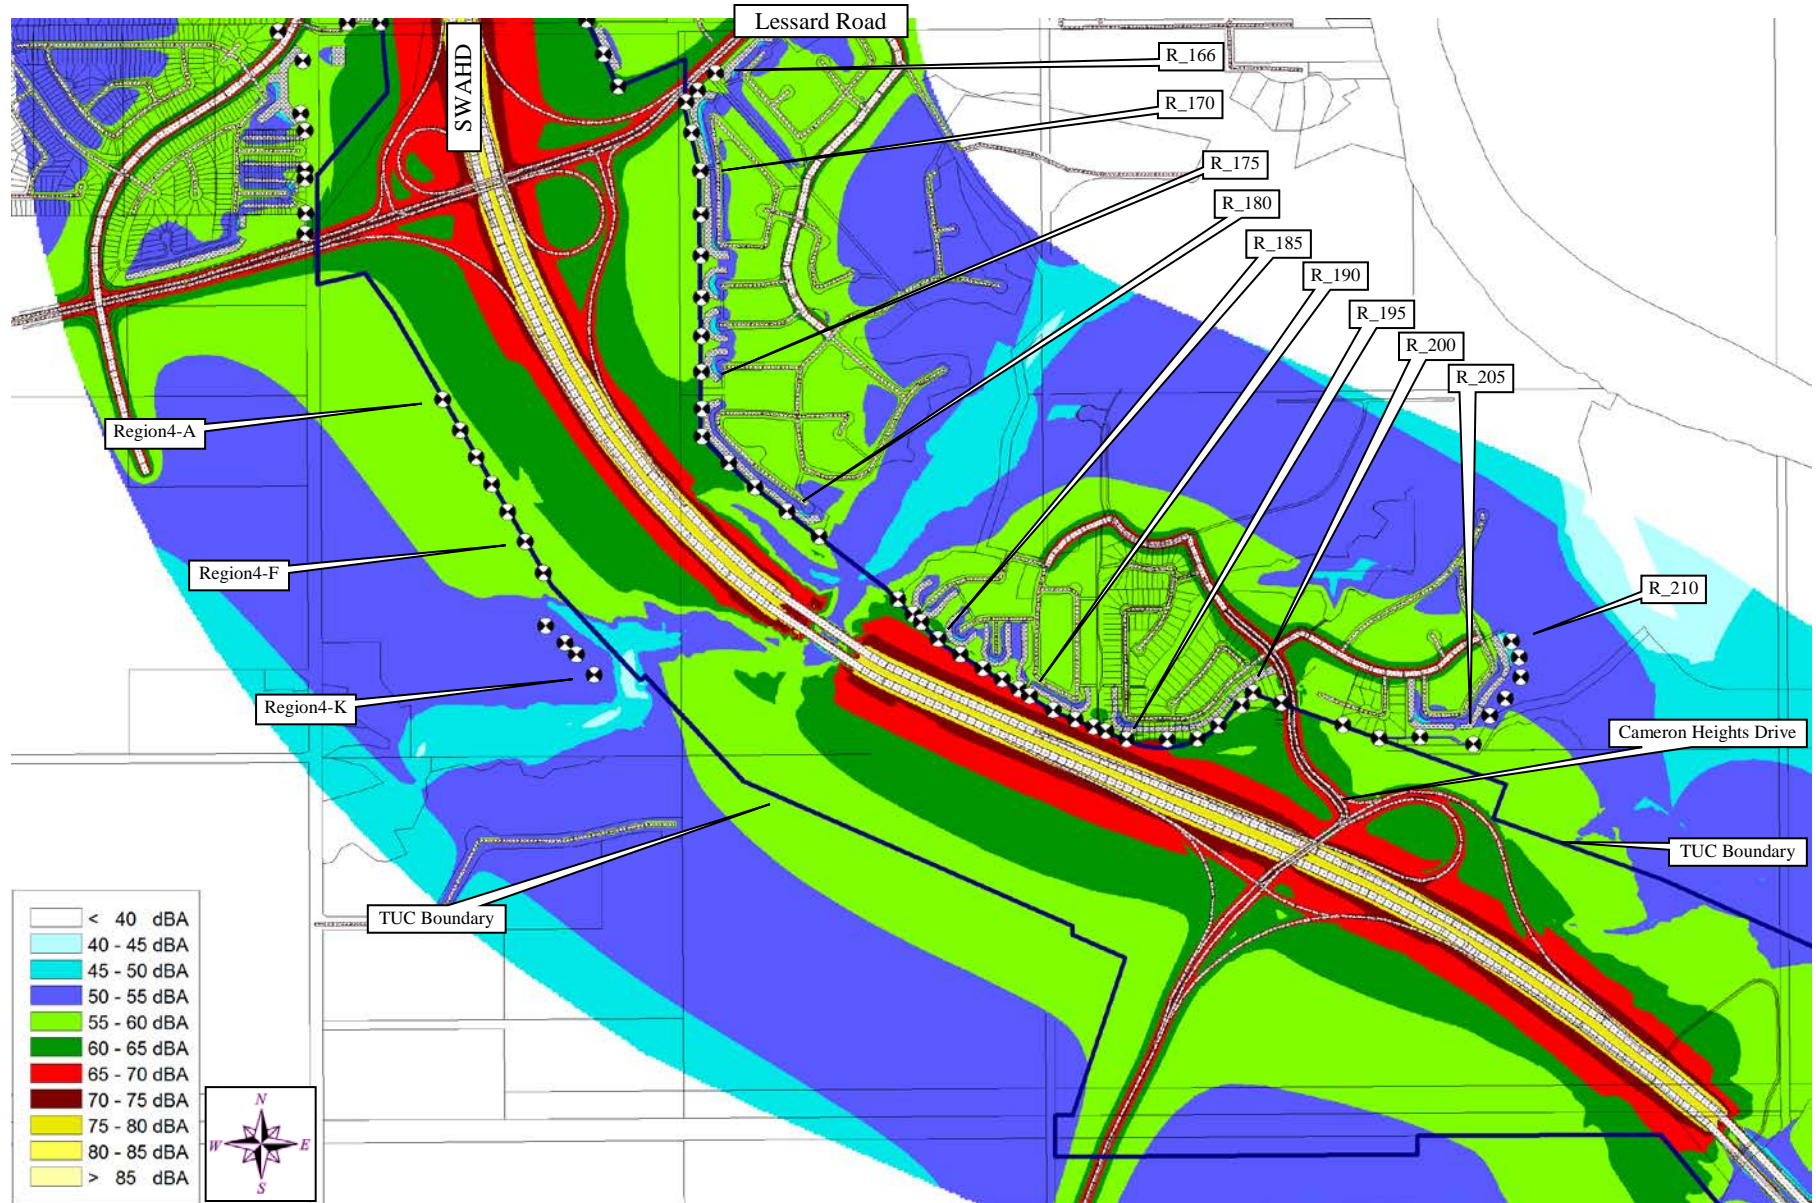 Lessard Road
SWAHD
R_166
R_170
R_175
R_180
R_185
R_190
R_195
R_200
R_205
R_210
Region4-A
Region4-F
Region4-K
Cameron Heights Drive
TUC Boundary
TUC Boundary
< 40 dBA
40 - 45 dBA
45 - 50 dBA
50 - 55 dBA
55 - 60 dBA
60 - 65 dBA
65 - 70 dBA
70 - 75 dBA
75 - 80 dBA
80 - 85 dBA
> 85 dBA
N
W E
S